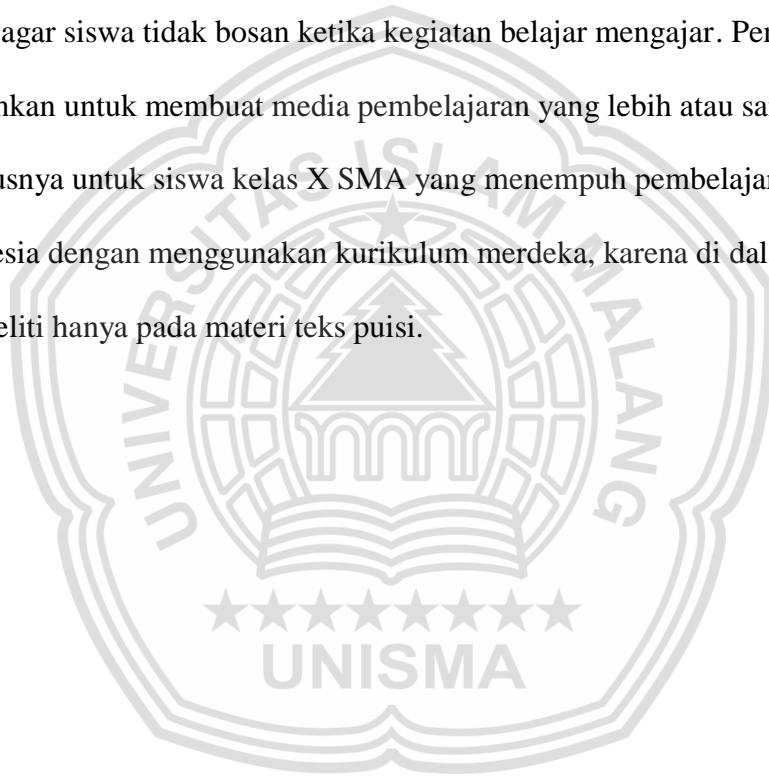 agar siswa tidak bosan ketika kegiatan belajar mengajar. Pen
nkan untuk membuat media pembelajaran yang lebih atau sa
usnya untuk siswa kelas X SMA yang menempuh pembelaja
esia dengan menggunakan kurikulum merdeka, karena di dal
eliti hanya pada materi teks puisi.
UNIVERSITAS ISLAM MALANG
UNISMA